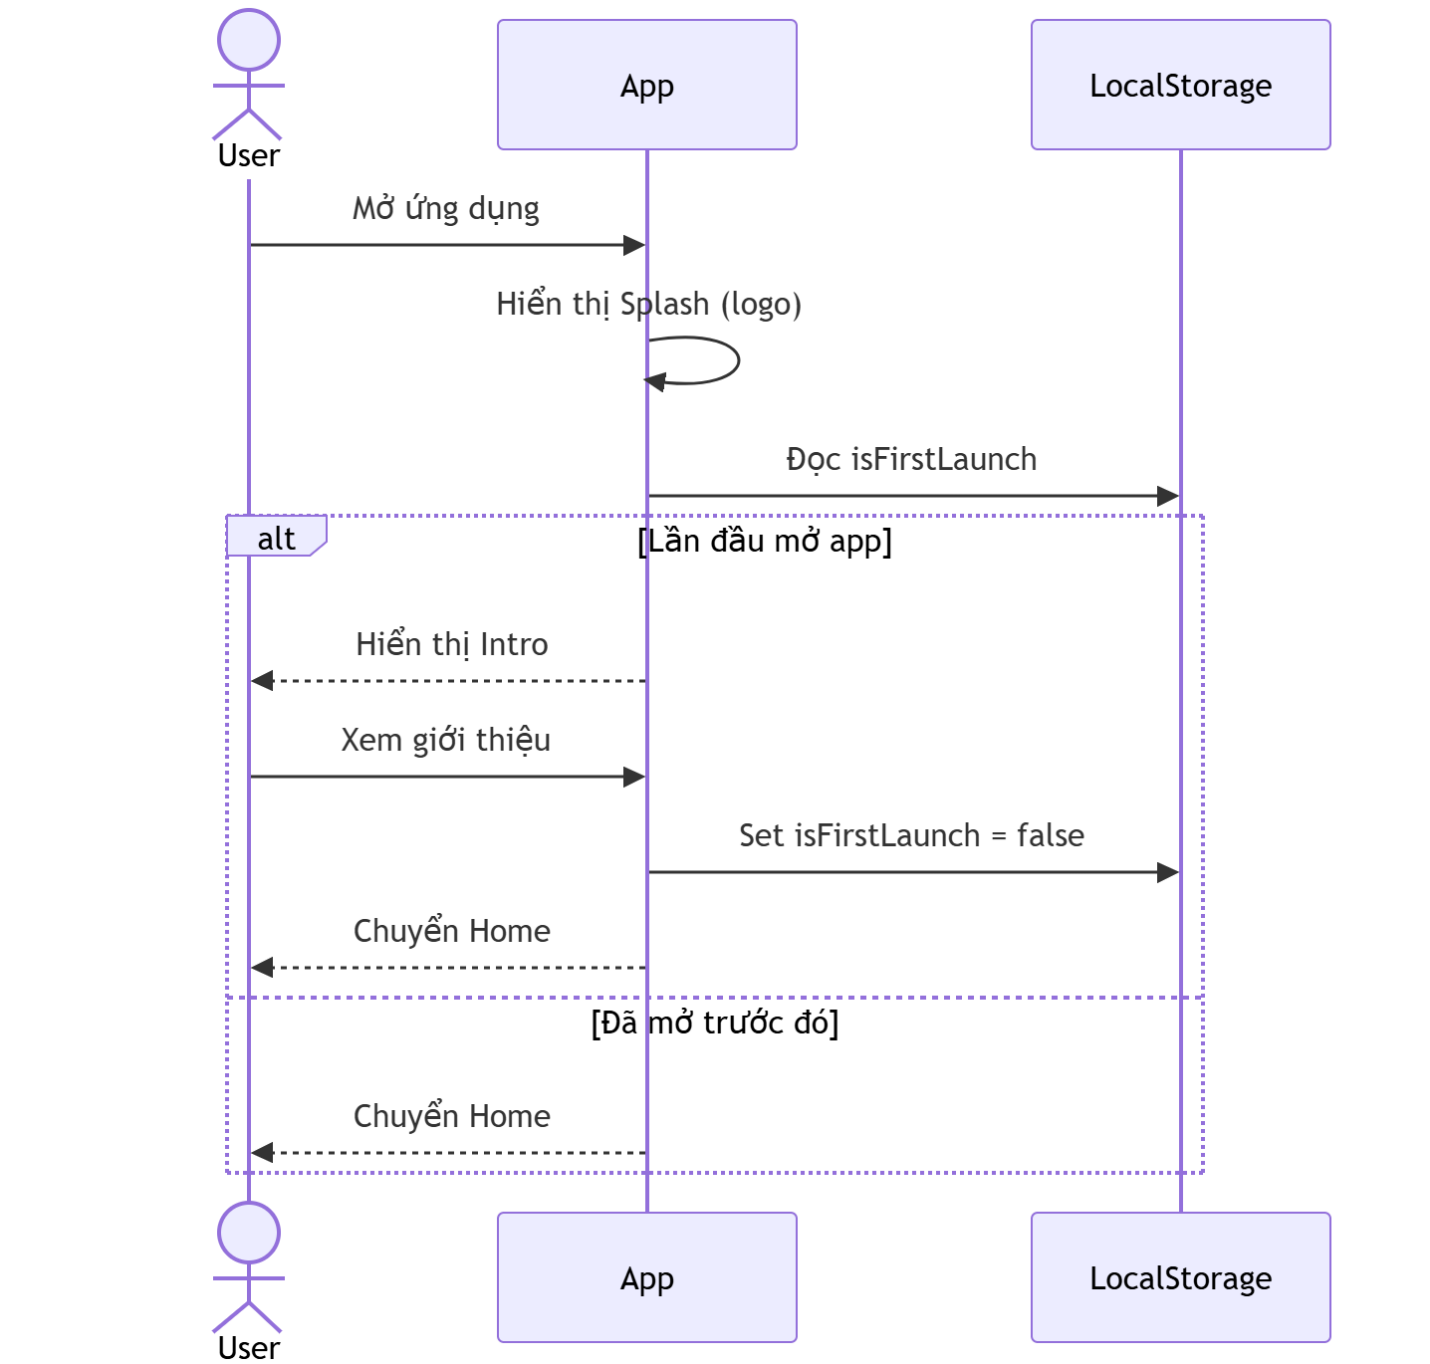 User
App
LocalStorage
Mở ứng dụng
Hiển thị Splash (logo)
Đọc isFirstLaunch
alt
[Lần đầu mở app]
Hiển thị Intro
Xem giới thiệu
Set isFirstLaunch = false
Chuyển Home
[Đã mở trước đó]
Chuyển Home
User
App
LocalStorage